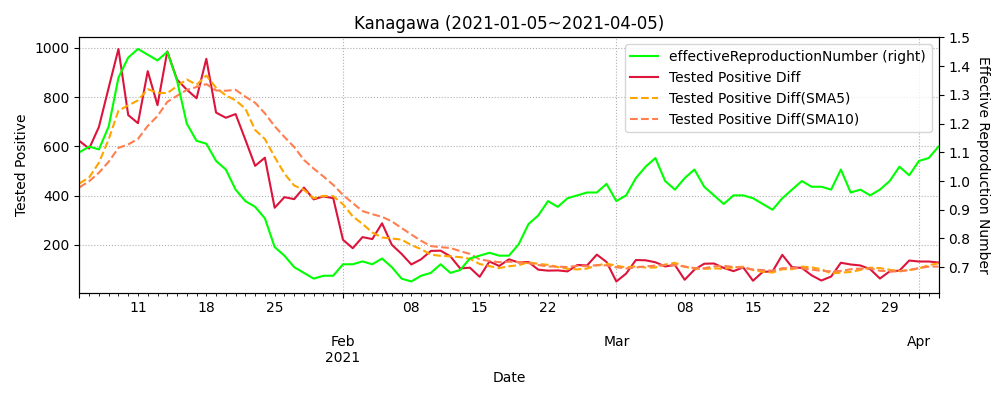 Kanagawa (2021-01-05~2021-04-05)
effectiveReproductionNumber (right)
Tested Positive Diff
Tested Positive Diff(SMA5)
Tested Positive Diff(SMA10)
Tested Positive
1000
800
600
400
200
Effective Reproduction Number
1.5
1.4
1.3
1.2
1.1
1.0
0.9
0.8
0.7
11 18 25 08 15 22 08 15 22 29
Feb Mar Apr
2021
Date